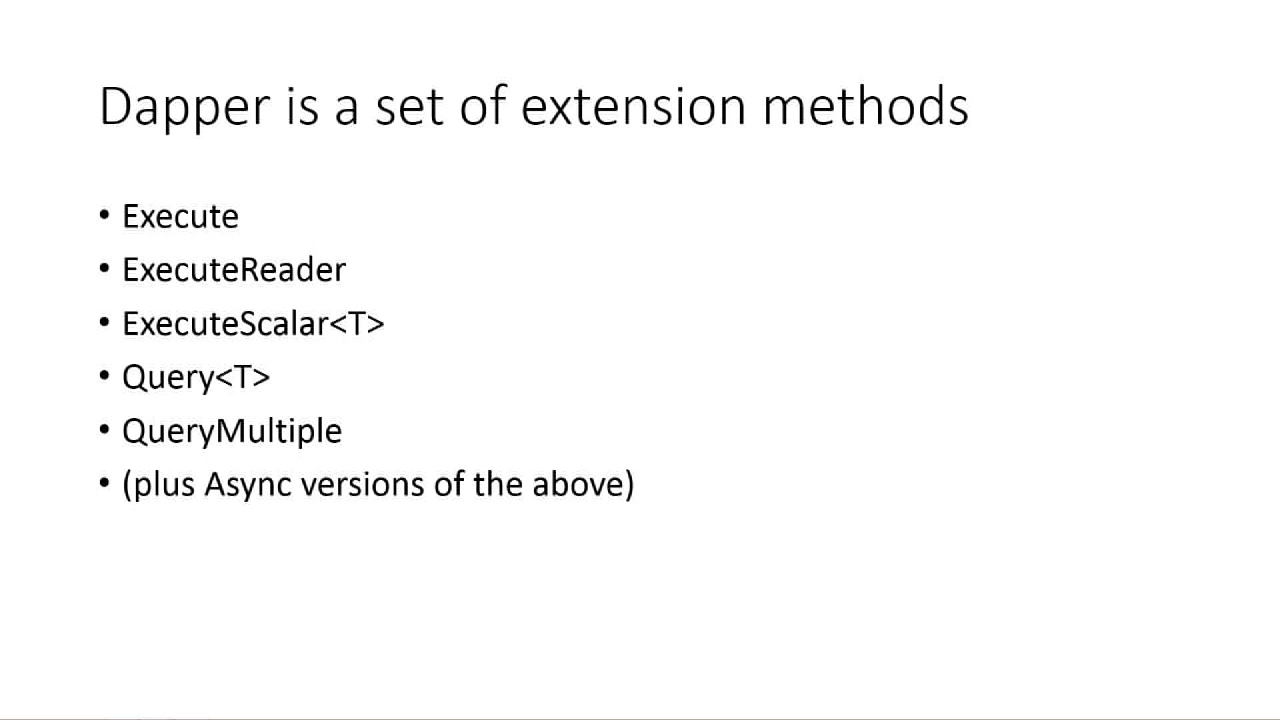 Dapper is a set of extension methods
• Execute
• ExecuteReader
• ExecuteScalar<T>
• Query<T>
• QueryMultiple
• (plus Async versions of the above)